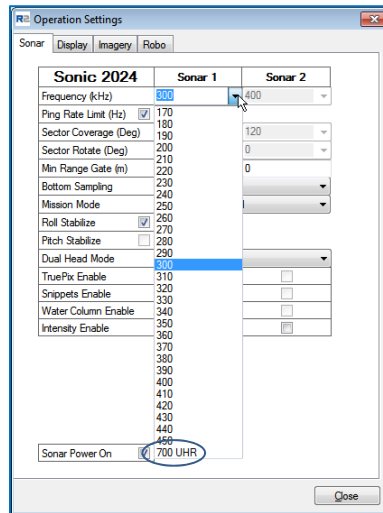 R2 Operation Settings
Sonar Display Imagery Robo
Sonic 2024 Sonar 1 Sonar 2
Frequency (kHz) 300 400
Ping Rate Limit (Hz) 170
180
Sector Coverage (Deg) 190 120
Sector Rotate (Deg) 200 0
210
Min Range Gate (m) 220 0
230
Bottom Sampling 240
Mission Mode 250
Roll Stabilize 260
270
Pitch Stabilize 280
290
Dual Head Mode 300
TruePix Enable 310
Snippets Enable 320
330
Water Column Enable 340
Intensity Enable 350
360
370
380
390
400
410
420
430
440
450
Sonar Power On 700 UHR
Close